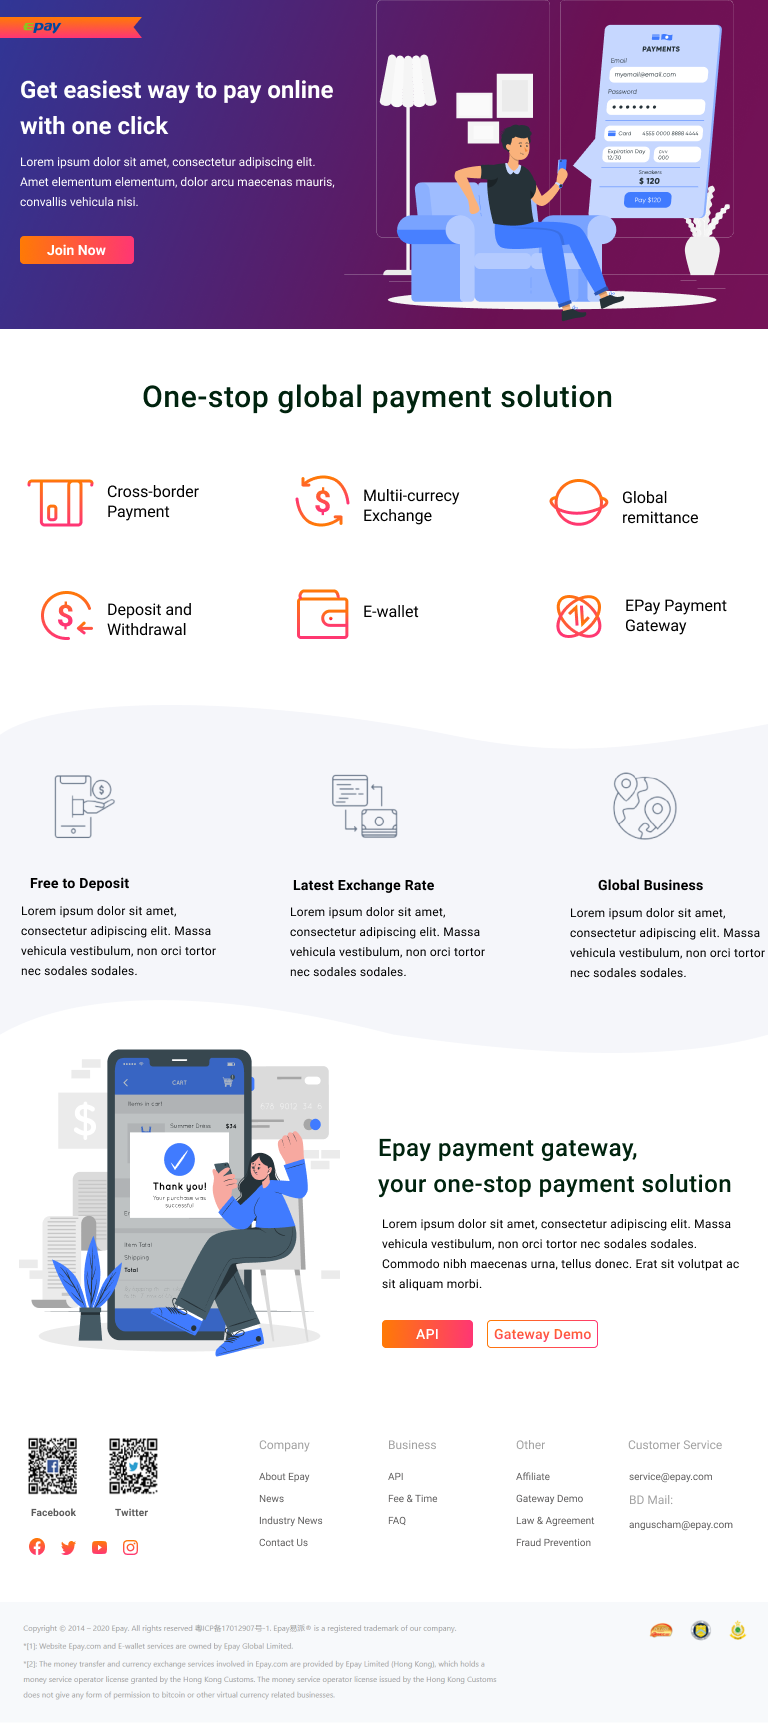 Epay
Get easiest way to pay online
with one click
Lorem ipsum dolor sit amet, consectetur adipiscing elit.
Amet elementum elementum, dolor arcu maecenas mauris,
convallis vehicula nisi.
Join Now
PAYMENTS
Email
myemail@email.com
Password
Card 4555 0000 8888 4444
Expiration Day
12/30
000
Sneakers
$ 120
Pay $120
One-stop global payment solution
Cross-border
Payment
Multii-currecy
Exchange
Global
remittance
Deposit and
Withdrawal
E-wallet
EPay Payment
Gateway
Free to Deposit
Lorem ipsum dolor sit amet,
consectetur adipiscing elit. Massa
vehicula vestibulum, non orci tortor
nec sodales sodales.
Latest Exchange Rate
Lorem ipsum dolor sit amet,
consectetur adipiscing elit. Massa
vehicula vestibulum, non orci tortor
nec sodales sodales.
Global Business
Lorem ipsum dolor sit amet,
consectetur adipiscing elit. Massa
vehicula vestibulum, non orci tortor
nec sodales sodales.
CART
Items in cart
Summer Dress $34
Thank you!
Your purchase was
successful
Item Total
Shipping
Total
9012
Epay payment gateway,
your one-stop payment solution
Lorem ipsum dolor sit amet, consectetur adipiscing elit. Massa
vehicula vestibulum, non orci tortor nec sodales sodales.
Commodo nibh maecenas urna, tellus donec. Erat sit volutpat ac
sit aliquam morbi.
API
Gateway Demo
Facebook
Twitter
Company
About Epay
News
Industry News
Contact Us
Business
API
Fee & Time
FAQ
Other
Affiliate
Gateway Demo
Law & Agreement
Fraud Prevention
Customer Service
service@epay.com
BD Mail:
anguscham@epay.com
Copyright © 2014 – 2020 Epay. All rights reserved 粤ICP备17012907号-1. Epay易派® is a registered trademark of our company.
*[1]: Website Epay.com and E-wallet services are owned by Epay Global Limited.
*[2]: The money transfer and currency exchange services involved in Epay.com are provided by Epay Limited (Hong Kong), which holds a
money service operator license granted by the Hong Kong Customs. The money service operator license issued by the Hong Kong Customs
does not give any form of permission to bitcoin or other virtual currency related businesses.